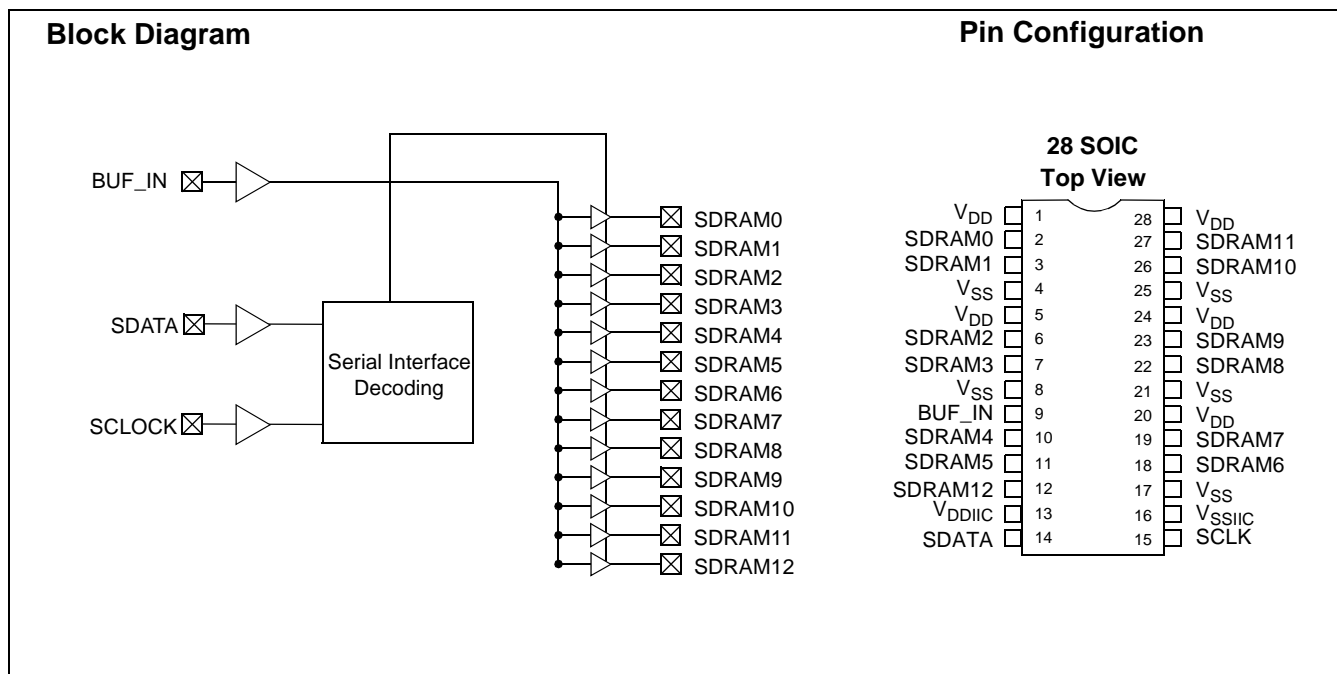 Block Diagram
BUF_IN
SDATA
SCLOCK
Serial Interface
Decoding
SDRAM0
SDRAM1
SDRAM2
SDRAM3
SDRAM4
SDRAM5
SDRAM6
SDRAM7
SDRAM8
SDRAM9
SDRAM10
SDRAM11
SDRAM12
Pin Configuration
28 SOIC
Top View
VDD 1 28 VDD
SDRAM0 2 27 SDRAM11
SDRAM1 3 26 SDRAM10
VSS 4 25 VSS
VDD 5 24 VDD
SDRAM2 6 23 SDRAM9
SDRAM3 7 22 SDRAM8
VSS 8 21 VSS
BUF_IN 9 20 VDD
SDRAM4 10 19 SDRAM7
SDRAM5 11 18 SDRAM6
SDRAM12 12 17 VSS
VDDIIC 13 16 VSSIIC
SDATA 14 15 SCLK